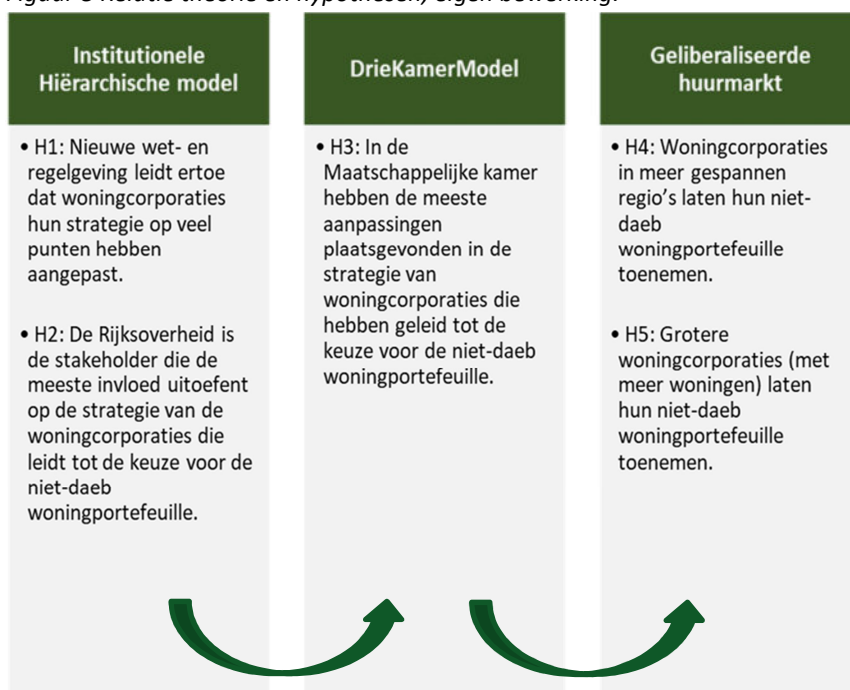 Institutionele
Hiërarchische model
• H1: Nieuwe wet- en
regelgeving leidt ertoe
dat woningcorporaties
hun strategie op veel
punten hebben
aangepast.
• H2: De Rijksoverheid is
de stakeholder die de
meeste invloed uitoefent
op de strategie van de
woningcorporaties die
leidt tot de keuze voor de
niet-daeb
woningportefeuille.
DrieKamerModel
• H3: In de
Maatschappelijke kamer
hebben de meeste
aanpassingen
plaatsgevonden in de
strategie van
woningcorporaties die
hebben geleid tot de
keuze voor de niet-daeb
woningportefeuille.
Geliberaliseerde
huurmarkt
• H4: Woningcorporaties
in meer gespannen
regio's laten hun niet-
daeb
woningportefeuille
toenemen.
• H5: Grotere
woningcorporaties (met
meer woningen) laten
hun niet-daeb
woningportefeuille
toenemen.